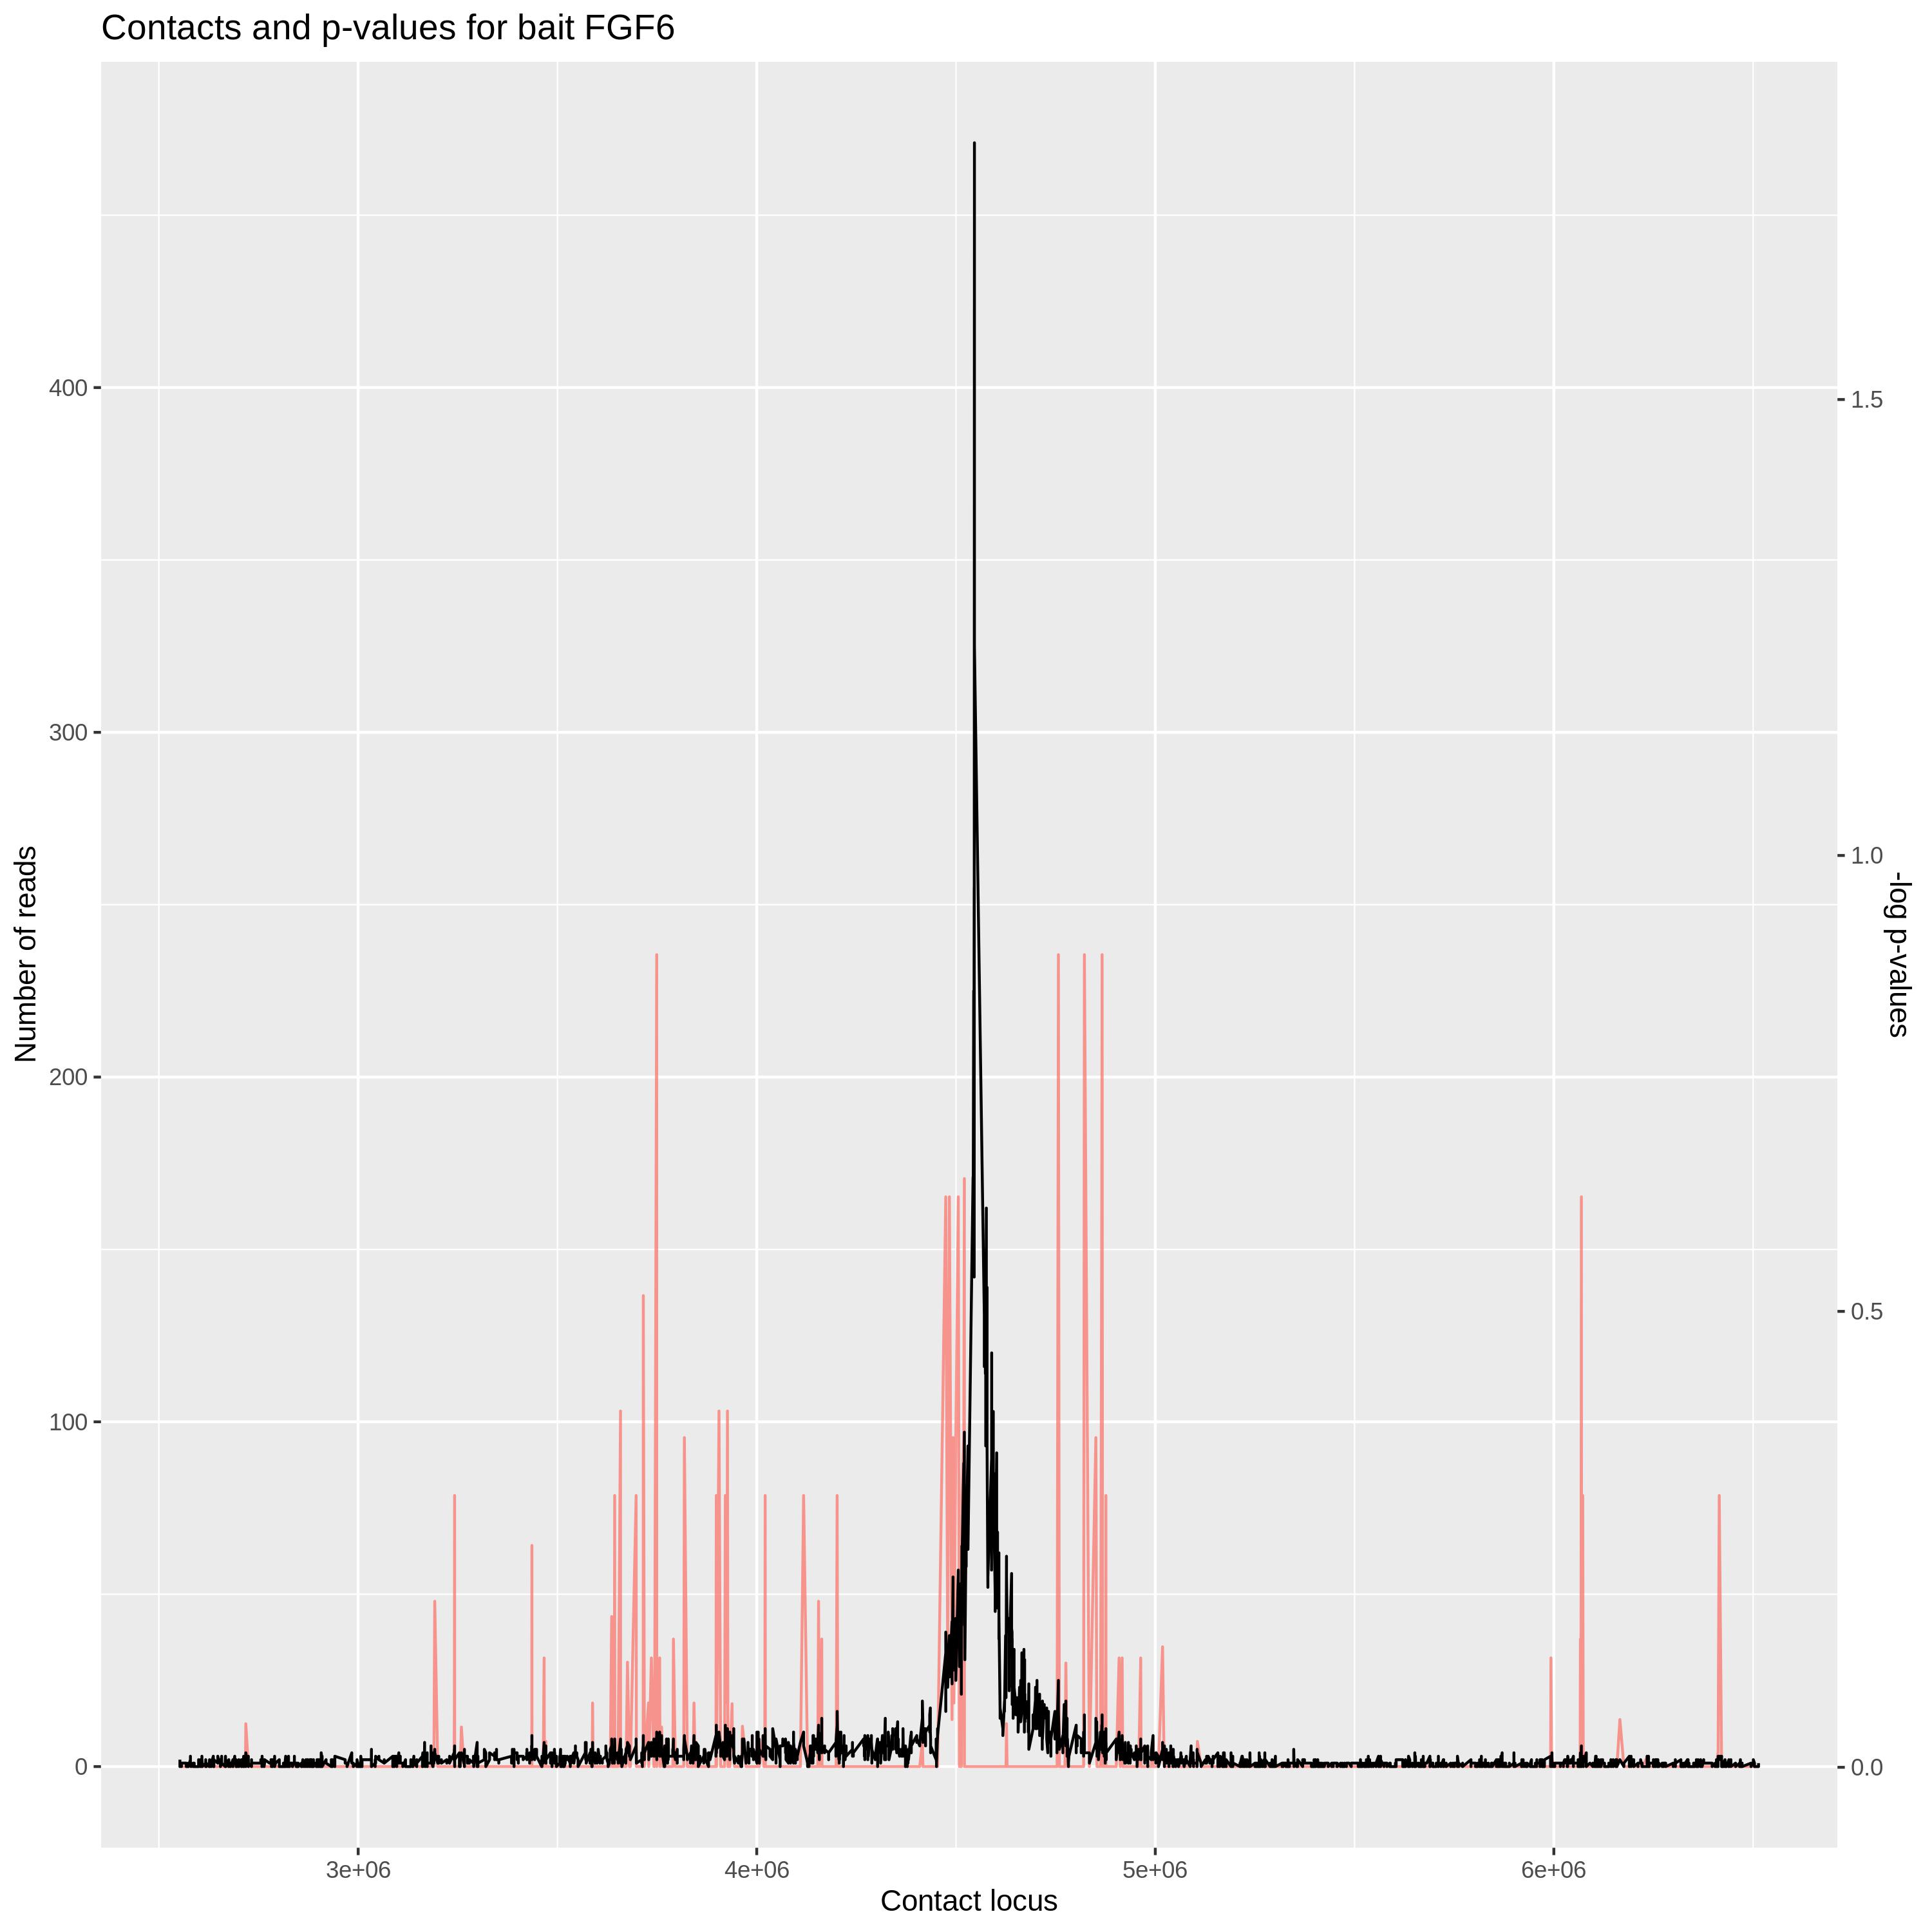 Contacts and p-values for bait FGF6
400
300
200
100
0
Number of reads
1.5
1.0
0.5
0.0
-log p-values
3e+06
4e+06
5e+06
6e+06
Contact locus